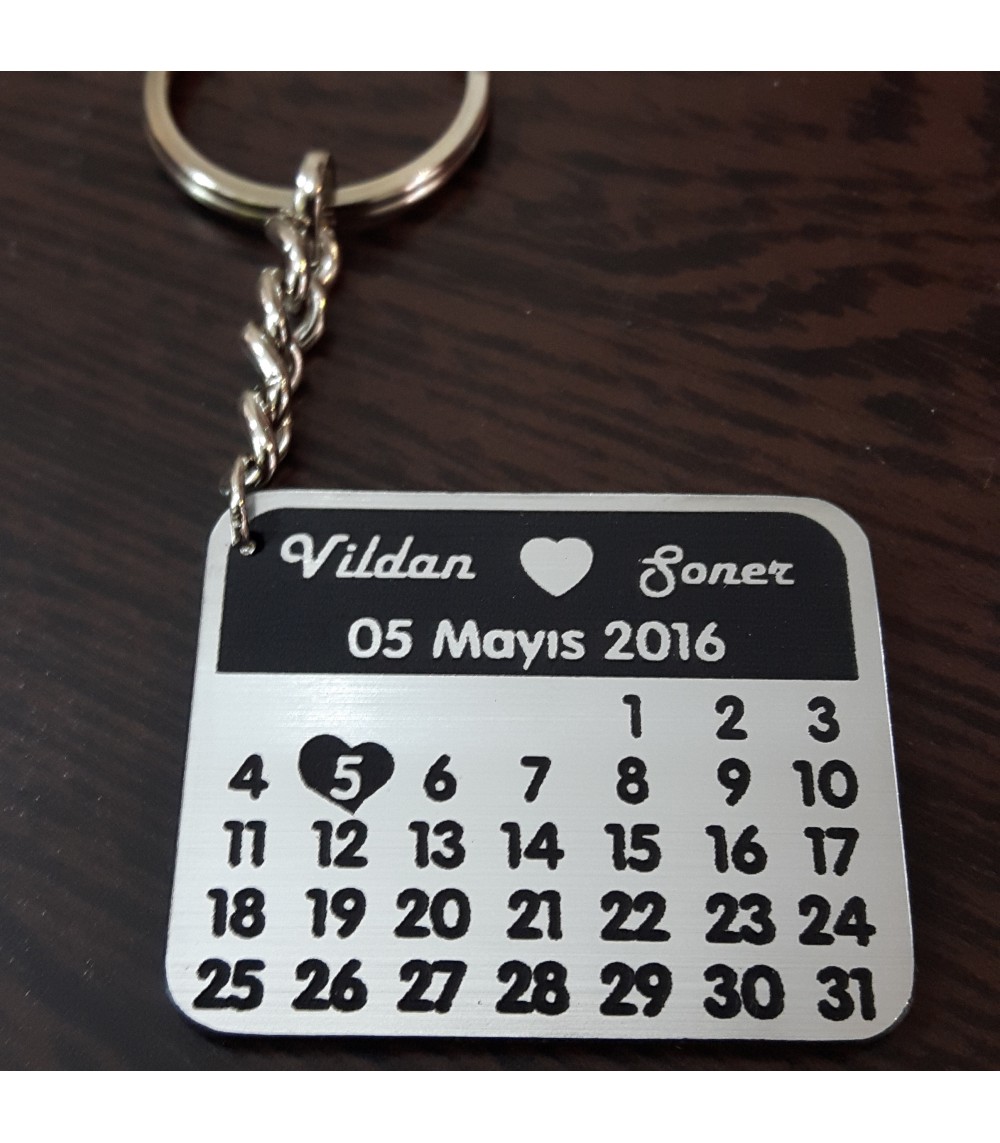 Vildan Soner
05 Mayıs 2016
1 2 3
4 5 6 7 8 9 10
11 12 13 14 15 16 17
18 19 20 21 22 23 24
25 26 27 28 29 30 31